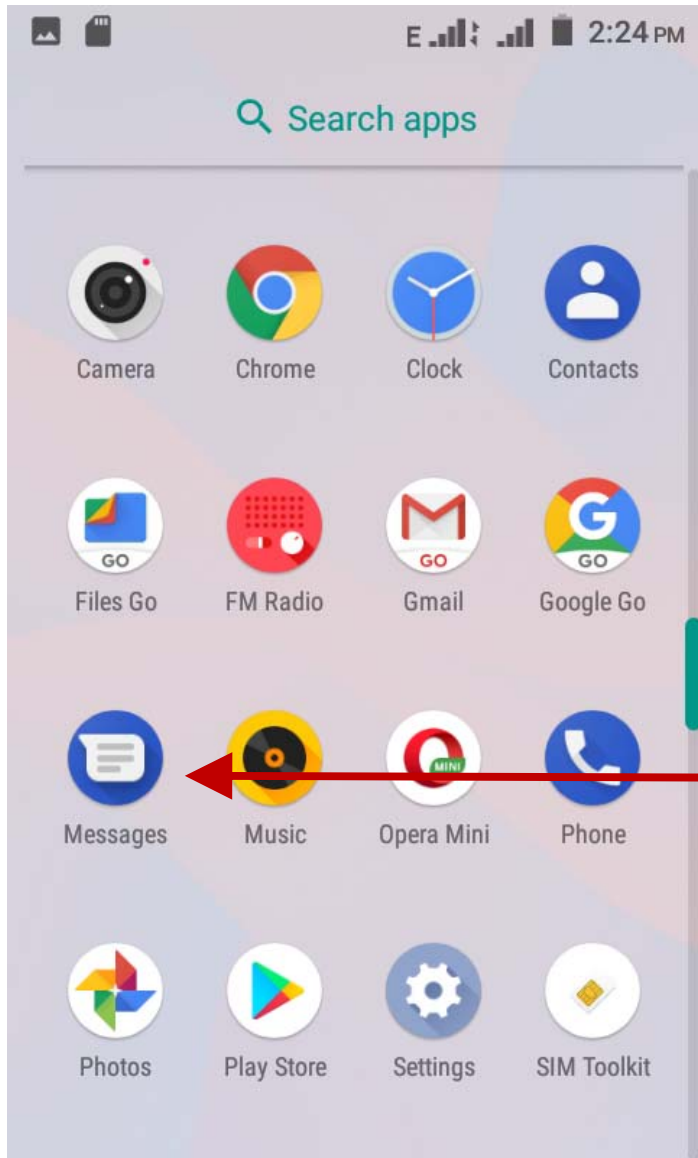 E 2:24 PM
Search apps
Camera Chrome Clock Contacts
GO GO GO
Files Go FM Radio Gmail Google Go
MINI
Messages Music Opera Mini Phone
Photos Play Store Settings SIM Toolkit